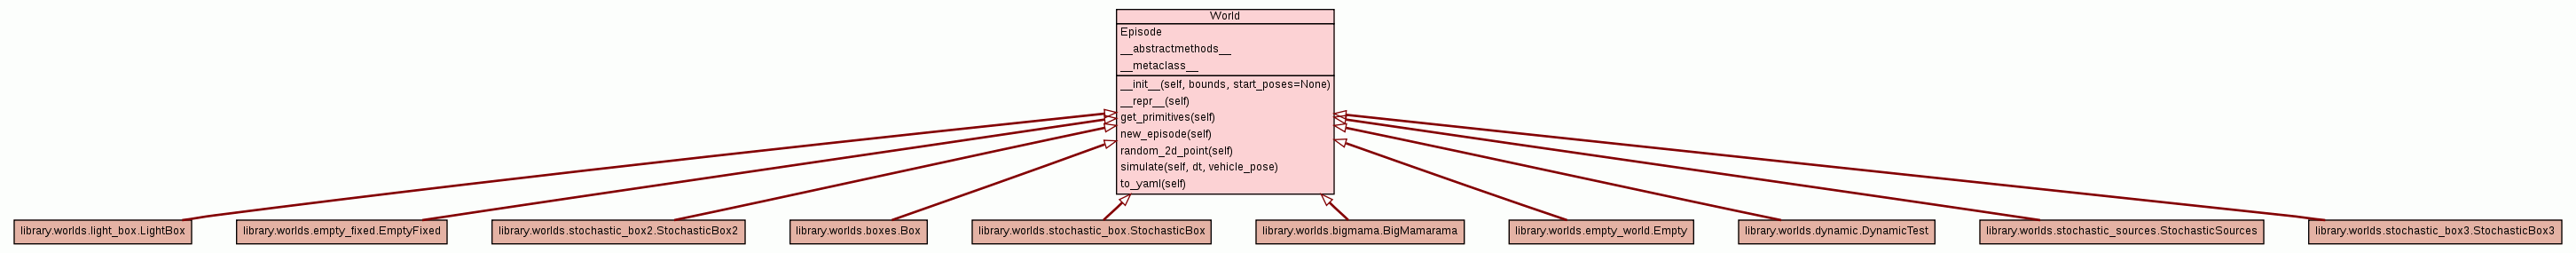 World
Episode
__abstractmethods__
__metaclass__
__init__(self, bounds, start_poses=None)
__repr__(self)
get_primitives(self)
new_episode(self)
random_2d_point(self)
simulate(self, dt, vehicle_pose)
to_yaml(self)
library.worlds.light_box.LightBox
library.worlds.empty_fixed.EmptyFixed
library.worlds.stochastic_box2.StochasticBox2
library.worlds.boxes.Box
library.worlds.stochastic_box.StochasticBox
library.worlds.bigmama.BigMamarama
library.worlds.empty_world.Empty
library.worlds.dynamic.DynamicTest
library.worlds.stochastic_sources.StochasticSources
library.worlds.stochastic_box3.StochasticBox3